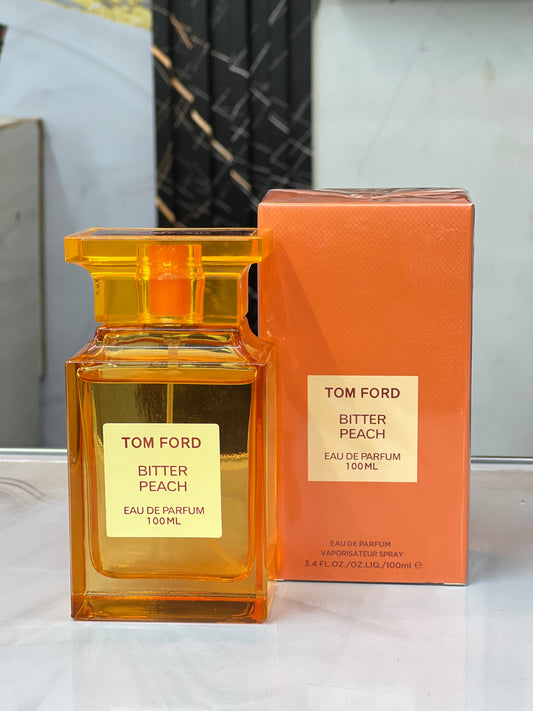 TOM FORD
BITTER
PEACH
EAU DE PARFUM
100ML
TOM FORD
BITTER
PEACH
EAU DE PARFUM
100ML
EAU DE PARFUM
VAPORISATEUR SPRAY
3.4 FL.OZ./OZ.LIQ./100ml ℮